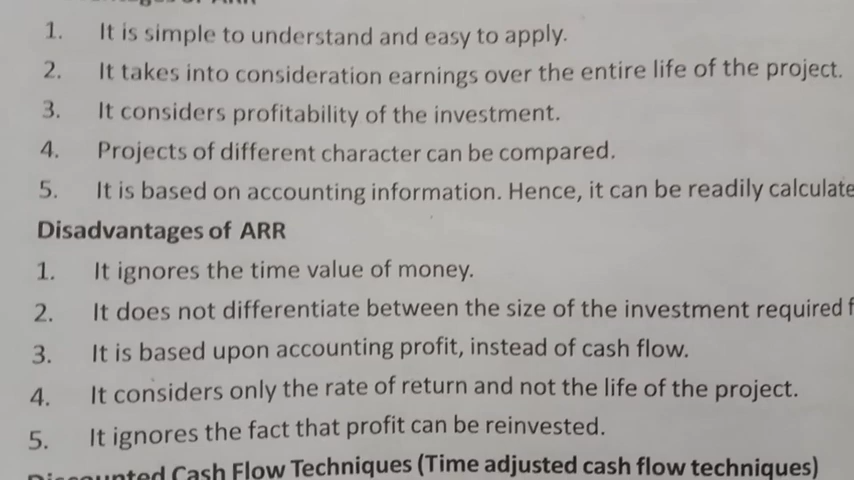 of ARR
1. It is simple to understand and easy to apply.
2. It takes into consideration earnings over the entire life of the project.
3. It considers profitability of the investment.
4. Projects of different character can be compared.
5. It is based on accounting information. Hence, it can be readily calculate
Disadvantages of ARR
1. It ignores the time value of money.
2. It does not differentiate between the size of the investment required f
3. It is based upon accounting profit, instead of cash flow.
4. It considers only the rate of return and not the life of the project.
5. It ignores the fact that profit can be reinvested.
Discounted Cash Flow Techniques (Time adjusted cash flow techniques)